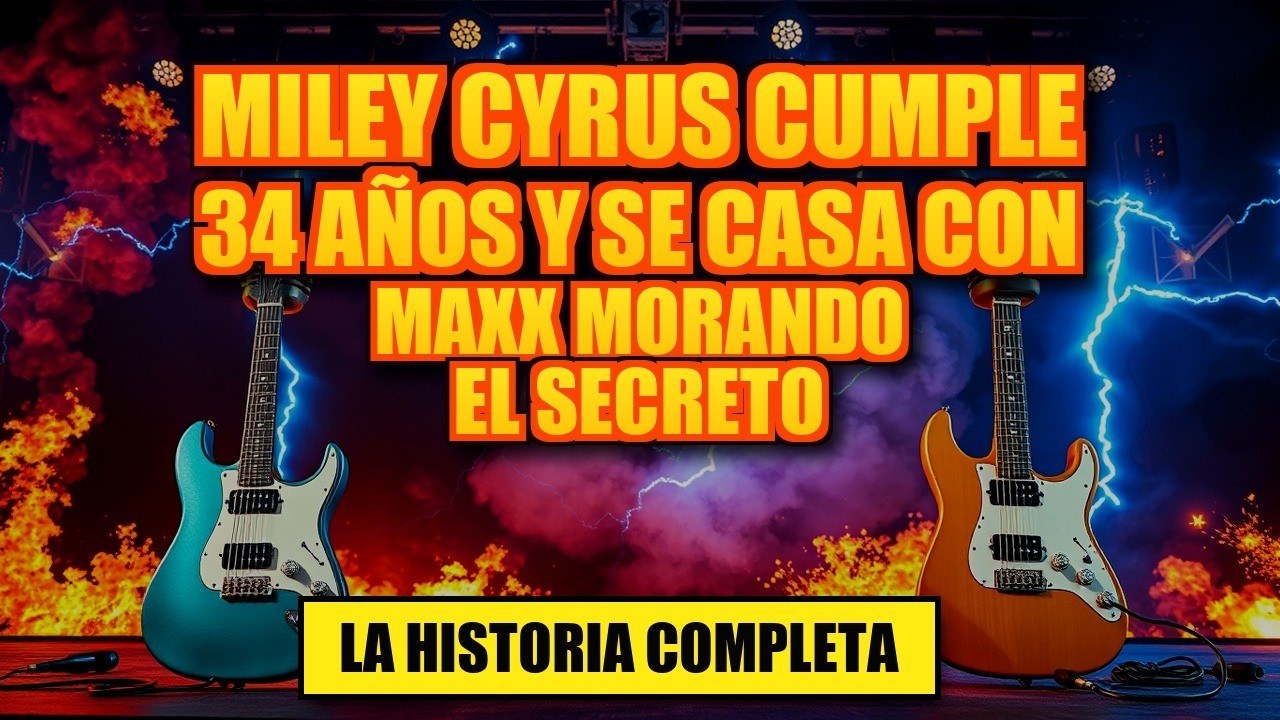 MILEY CYRUS CUMPLE
34 AÑOS Y SE CASA CON
MAXX MORANDO
EL SECRETO
LA HISTORIA COMPLETA